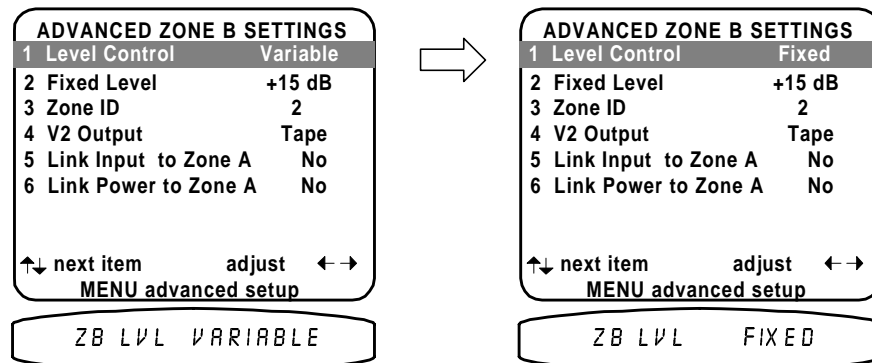 ADVANCED ZONE B SETTINGS
1 Level Control Variable
2 Fixed Level +15 dB
3 Zone ID 2
4 V2 Output Tape
5 Link Input to Zone A No
6 Link Power to Zone A No
↑↓ next item adjust ←→
MENU advanced setup
ZB LVL VARIABLE
ADVANCED ZONE B SETTINGS
1 Level Control Fixed
2 Fixed Level +15 dB
3 Zone ID 2
4 V2 Output Tape
5 Link Input to Zone A No
6 Link Power to Zone A No
↑↓ next item adjust ←→
MENU advanced setup
ZB LVL FIXED